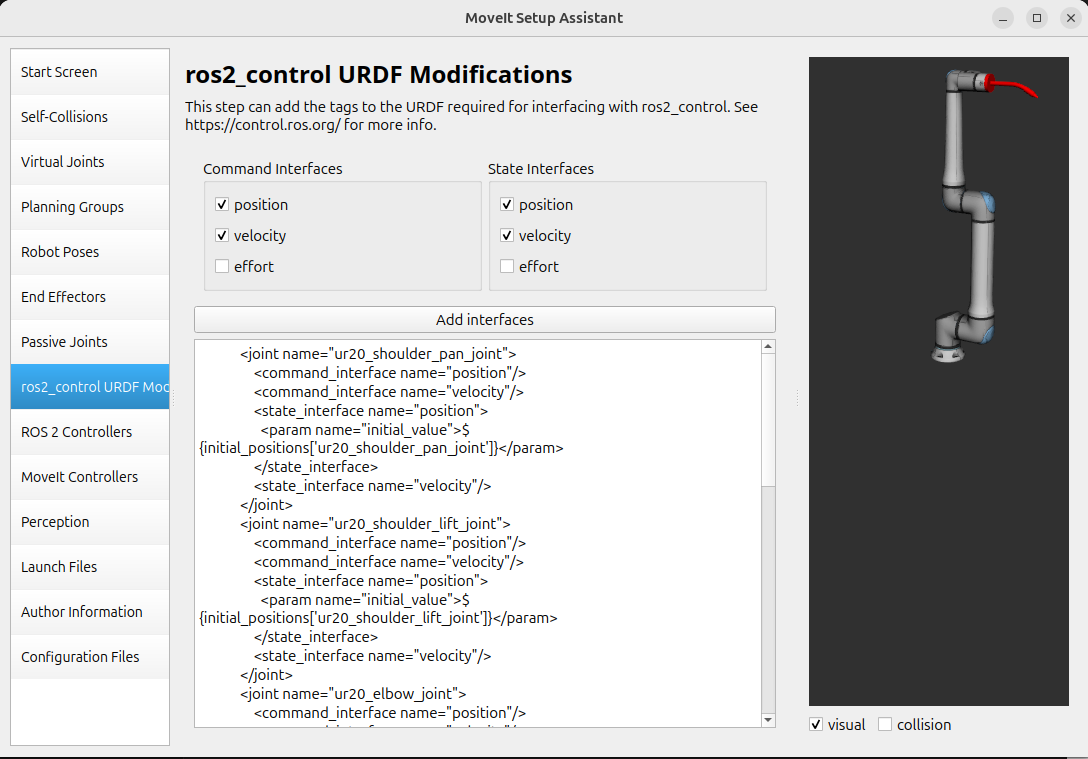 MoveIt Setup Assistant
Start Screen
Self-Collisions
Virtual Joints
Planning Groups
Robot Poses
End Effectors
Passive Joints
ros2_control URDF Moc
ROS 2 Controllers
MoveIt Controllers
Perception
Launch Files
Author Information
Configuration Files
ros2_control URDF Modifications
This step can add the tags to the URDF required for interfacing with ros2_control. See
https://control.ros.org/ for more info.
Command Interfaces
position
velocity
effort
State Interfaces
position
velocity
effort
Add interfaces
<joint name="ur20_shoulder_pan_joint">
<command_interface name="position"/>
<command_interface name="velocity"/>
<state_interface name="position">
<param name="initial_value">$
{initial_positions['ur20_shoulder_pan_joint']}</param>
</state_interface>
<state_interface name="velocity"/>
</joint>
<joint name="ur20_shoulder_lift_joint">
<command_interface name="position"/>
<command_interface name="velocity"/>
<state_interface name="position">
<param name="initial_value">$
{initial_positions['ur20_shoulder_lift_joint']}</param>
</state_interface>
<state_interface name="velocity"/>
</joint>
<joint name="ur20_elbow_joint">
<command_interface name="position"/>
visual
collision